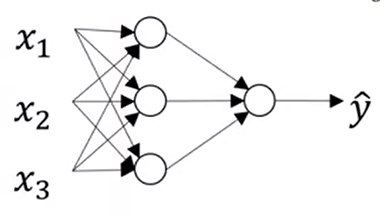 x₁
x₂
ŷ
x₃